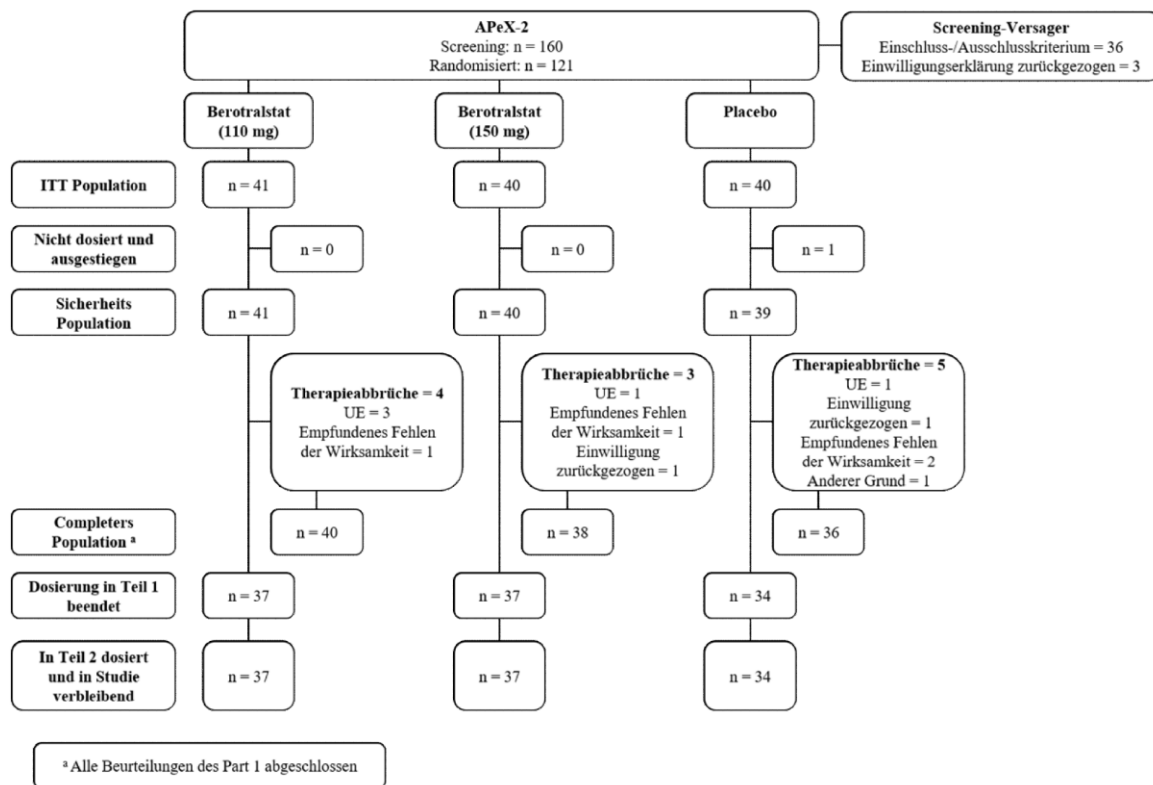 APeX-2
Screening: n = 160
Randomisiert: n = 121
Screening-Versager
Einschluss-/Ausschlusskriterium = 36
Einwilligungserklärung zurückgezogen = 3
Berotralstat
(110 mg)
Berotralstat
(150 mg)
Placebo
ITT Population
n = 41
n = 40
n = 40
Nicht dosiert und
ausgestiegen
n = 0
n = 0
n = 1
Sicherheits
Population
n = 41
n = 40
n = 39
Therapieabbrüche = 4
UE = 3
Empfundenes Fehlen
der Wirksamkeit = 1
Therapieabbrüche = 3
UE = 1
Empfundenes Fehlen
der Wirksamkeit = 1
Einwilligung
zurückgezogen = 1
Therapieabbrüche = 5
UE = 1
Einwilligung
zurückgezogen = 1
Empfundenes Fehlen
der Wirksamkeit = 2
Anderer Grund = 1
Completers
Population ᵃ
n = 40
n = 38
n = 36
Dosierung in Teil 1
beendet
n = 37
n = 37
n = 34
In Teil 2 dosiert
und in Studie
verbleibend
n = 37
n = 37
n = 34
ᵃ Alle Beurteilungen des Part 1 abgeschlossen